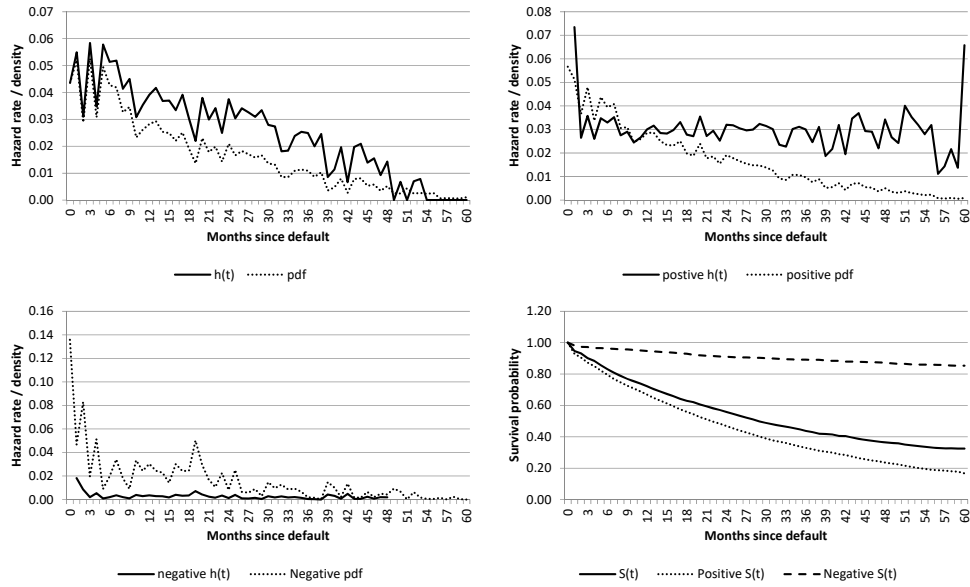 0.07
0.06
0.05
0.04
0.03
0.02
0.01
0.00
Hazard rate / density
0 3 6 9 12 15 18 21 24 27 30 33 36 39 42 45 48 51 54 57 60
Months since default
h(t) pdf
0.08
0.07
0.06
0.05
0.04
0.03
0.02
0.01
0.00
Hazard rate / density
0 3 6 9 12 15 18 21 24 27 30 33 36 39 42 45 48 51 54 57 60
Months since default
postive h(t) positive pdf
0.16
0.14
0.12
0.10
0.08
0.06
0.04
0.02
0.00
Hazard rate / density
0 3 6 9 12 15 18 21 24 27 30 33 36 39 42 45 48 51 54 57 60
Months since default
negative h(t) Negative pdf
1.20
1.00
0.80
0.60
0.40
0.20
0.00
Survival probability
0 3 6 9 12 15 18 21 24 27 30 33 36 39 42 45 48 51 54 57 60
Months since default
S(t) Positive S(t) Negative S(t)